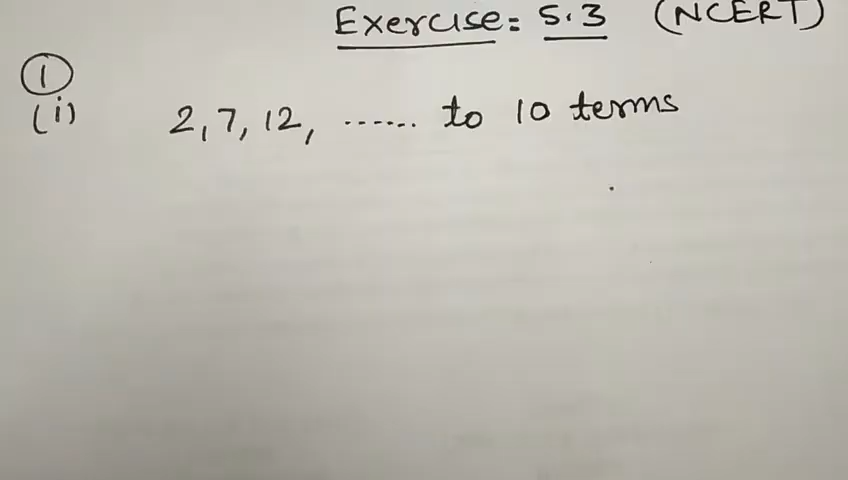 Exercise= 5.3 (NCERT)
1
(i) 2, 7, 12, ...... to 10 terms